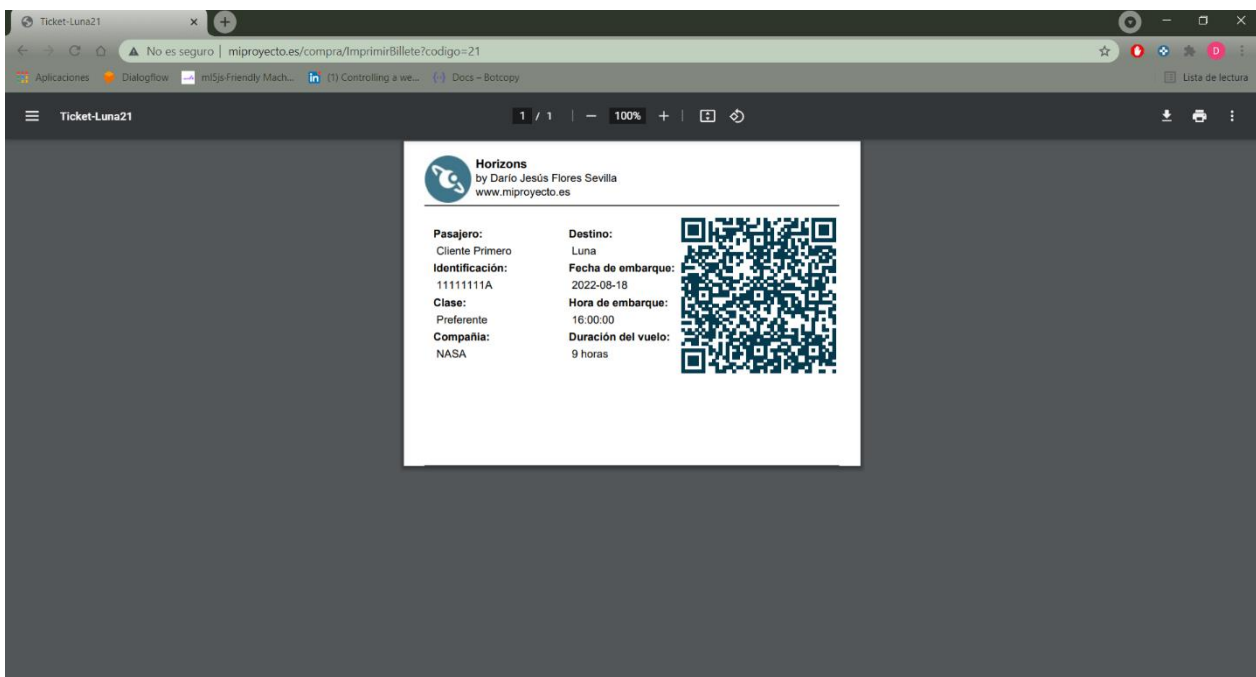 Ticket-Luna21
No es seguro | miproyecto.es/compra/ImprimirBillete?codigo=21
Aplicaciones Dialogflow ml5js·Friendly Mach... (1) Controlling a we... Docs – Botcopy Lista de lectura
Ticket-Luna21 1 / 1 100%
Horizons
by Darío Jesús Flores Sevilla
www.miproyecto.es
Pasajero: Destino:
Cliente Primero Luna
Identificación: Fecha de embarque:
11111111A 2022-08-18
Clase: Hora de embarque:
Preferente 16:00:00
Compañia: Duración del vuelo:
NASA 9 horas